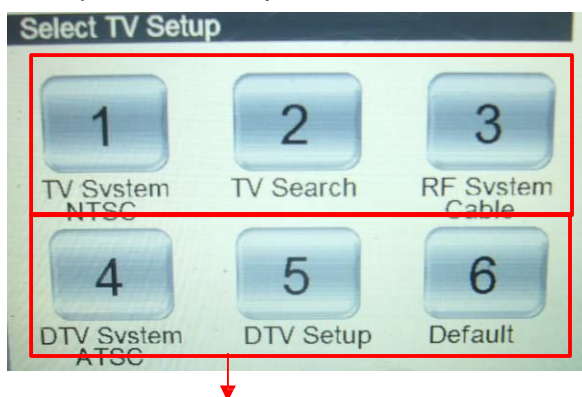 Select TV Setup
1 2 3
TV System TV Search RF System
NTSC Cable
4 5 6
DTV System DTV Setup Default
ATSC